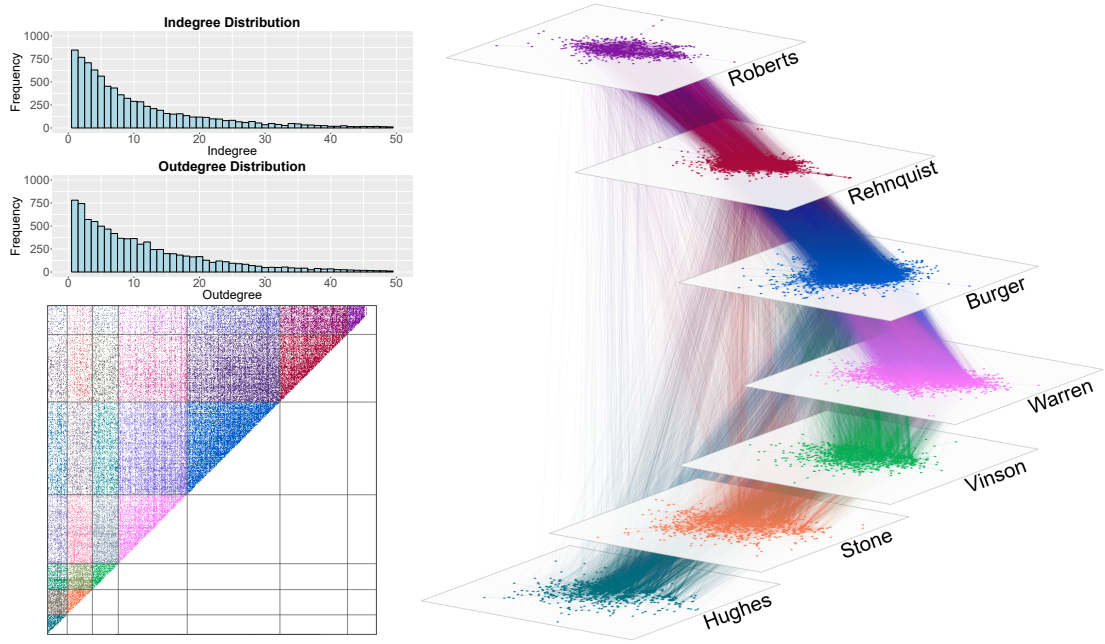 Indegree Distribution
1000
750
500
250
0
Frequency
0 10 20 30 40 50
Indegree
Outdegree Distribution
1000
750
500
250
0
Frequency
0 10 20 30 40 50
Outdegree
Roberts
Rehnquist
Burger
Warren
Vinson
Stone
Hughes